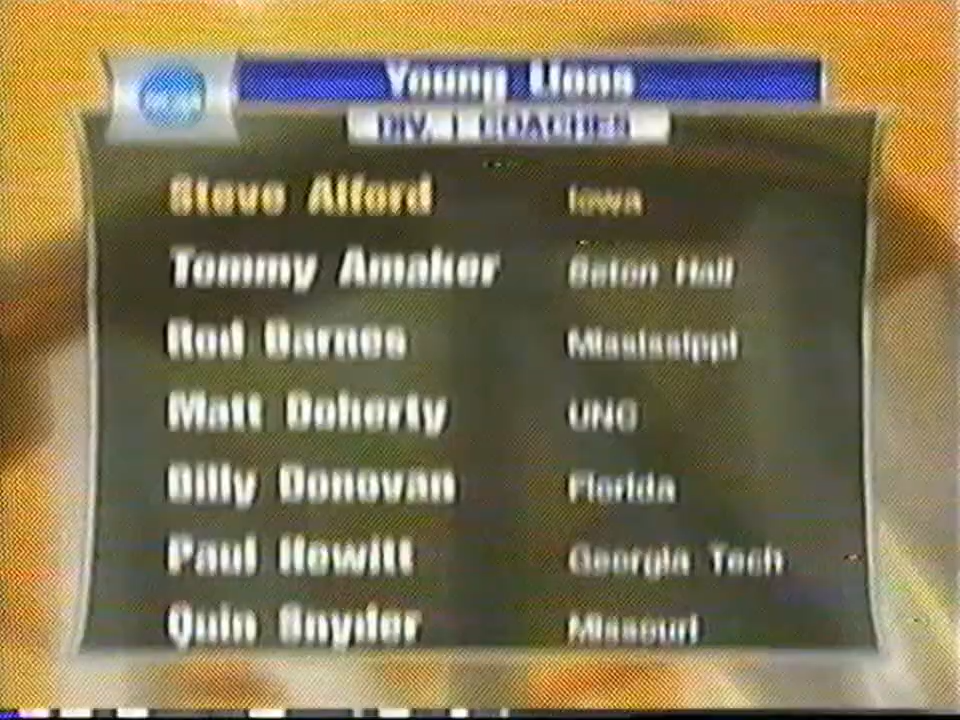 NCAA
Young Lions
DIV. I COACHES
Steve Alford Iowa
Tommy Amaker Seton Hall
Rod Barnes Mississippi
Matt Doherty UNC
Billy Donovan Florida
Paul Hewitt Georgia Tech
Quin Snyder Missouri